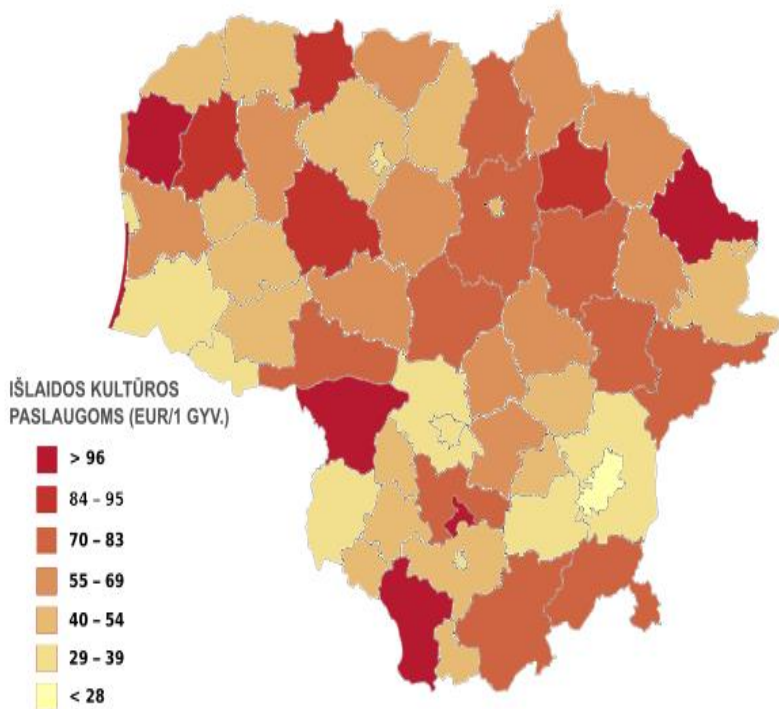 IŠLAIDOS KULTŪROS
PASLAUGOMS (EUR/1 GYV.)
> 96
84 – 95
70 – 83
55 – 69
40 – 54
29 – 39
< 28